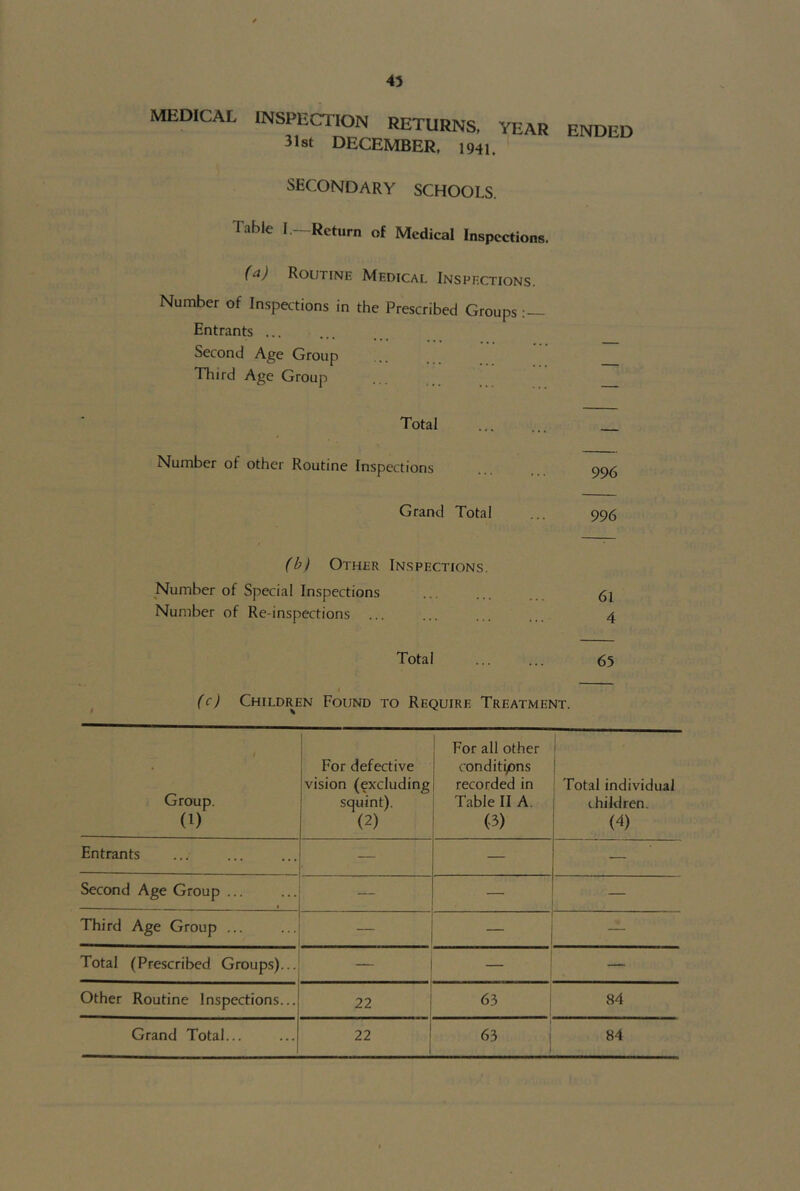 45
MEDICAL INSPECTION RETURNS, YEAR ENDED
31st DECEMBER, 1941.
SECONDARY SCHOOLS.
Table I.—Return of Medical Inspections.
(a) Routine Medical Inspections.
Number of Inspections in the Prescribed Groups :—
Entrants ... ... ... ... ... ... —
Second Age Group ... ... ... ... —
Third Age Group ... ... ... ... —
Total ... ... —
Number of other Routine Inspections ... ... 996
Grand Total ... 996
(b) Other Inspections.
Number of Special Inspections ... ... ... 61
Number of Re-inspections ... ... ... ... 4
Total ... ... 65
(c) Children Found to Require Treatment.
Group. (1) | For defective vision (excluding squint). (2) | For all other conditions recorded in Table II A. (3) | Total individual children. (4)
Entrants ... ... ... — — —
Second Age Group ... ... — — —
Third Age Group ... ... — — —
Total (Prescribed Groups)... — — —
Other Routine Inspections... 22 63 84
Grand Total... ... 22 63 84